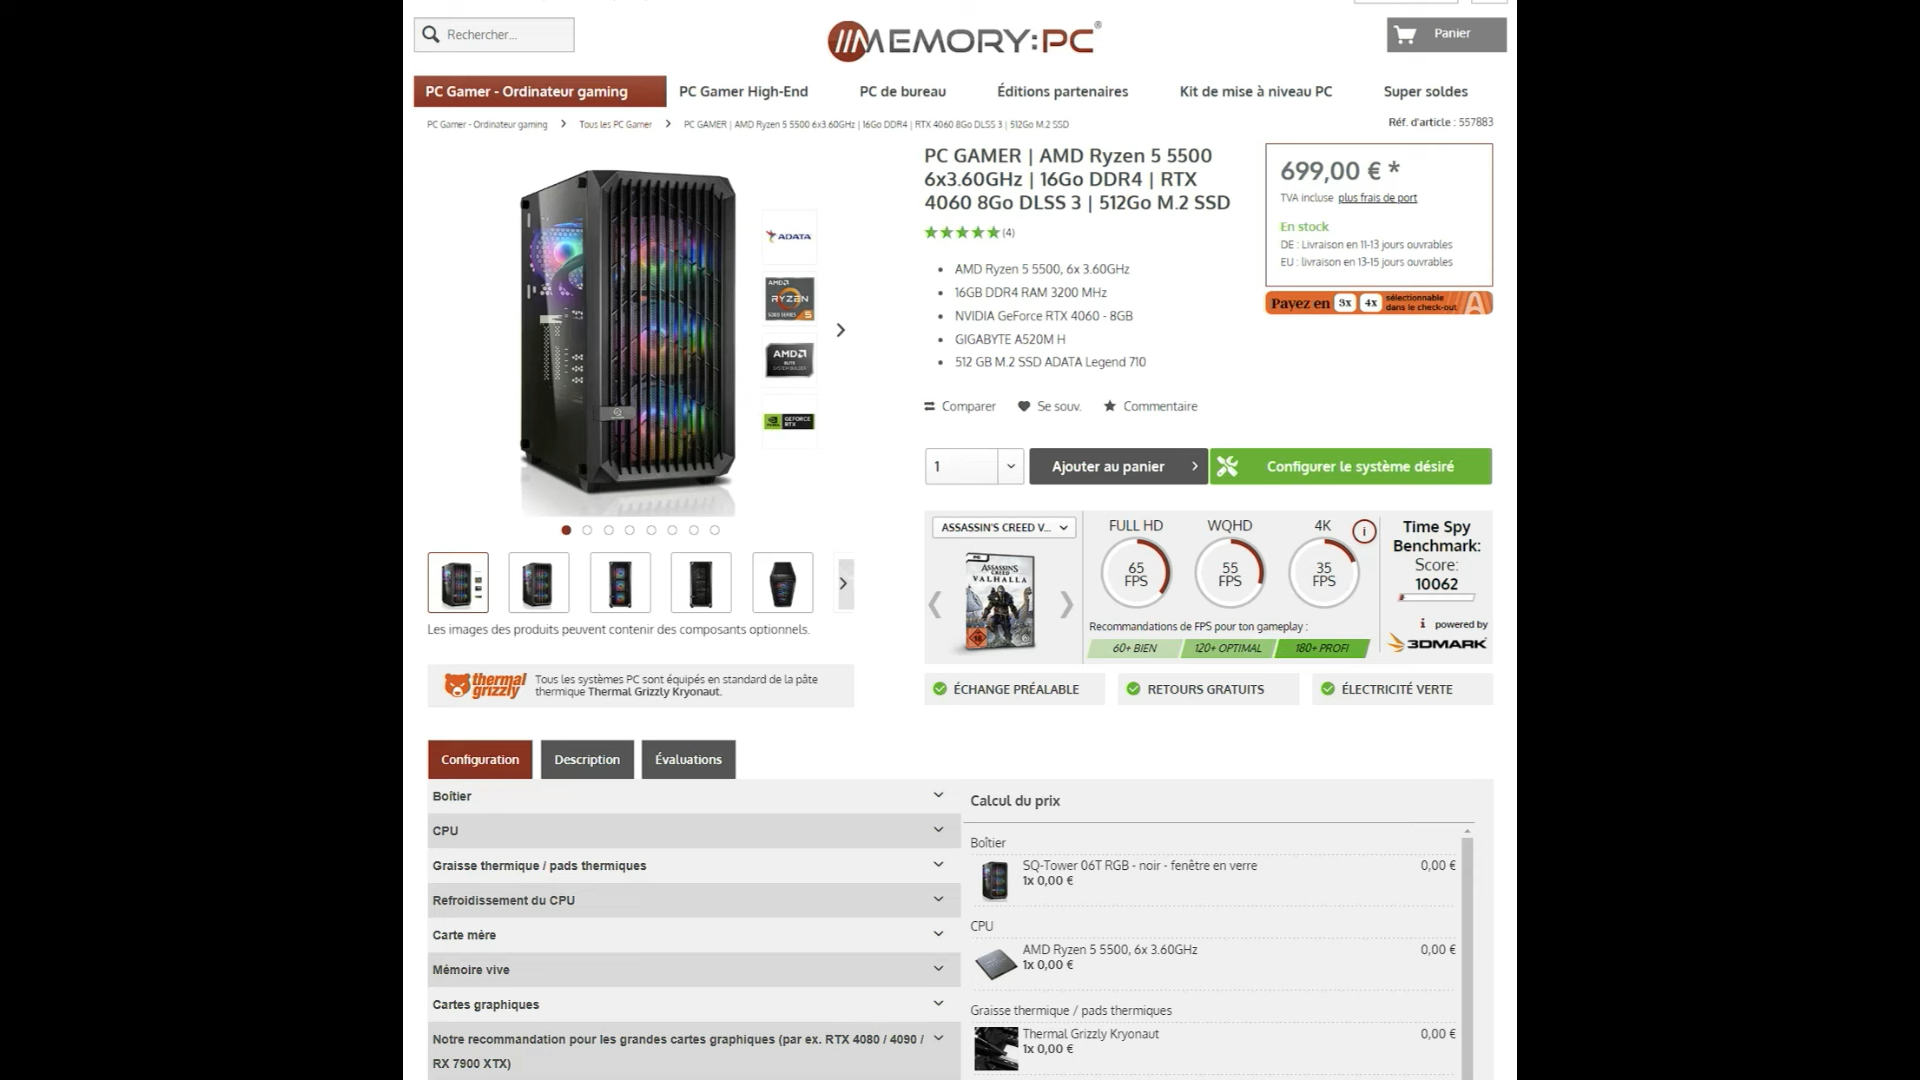 Rechercher...
MEMORY:PC®
Panier
PC Gamer - Ordinateur gaming
PC Gamer High-End
PC de bureau
Éditions partenaires
Kit de mise à niveau PC
Super soldes
PC Gamer - Ordinateur gaming
Tous les PC Gamer
PC GAMER | AMD Ryzen 5 5500 6x3.60GHz | 16Go DDR4 | RTX 4060 8Go DLSS 3 | 512Go M.2 SSD
Réf. d'article : 557883
PC GAMER | AMD Ryzen 5 5500
6x3.60GHz | 16Go DDR4 | RTX
4060 8Go DLSS 3 | 512Go M.2 SSD
(4)
699,00 € *
TVA incluse plus frais de port
En stock
DE : Livraison en 11-13 jours ouvrables
EU : livraison en 13-15 jours ouvrables
Payez en 3x 4x sélectionnable
dans le check-out
ADATA
AMD
RYZEN
5
AMD
GEFORCE
RTX
AMD Ryzen 5 5500, 6x 3.60GHz
16GB DDR4 RAM 3200 MHz
NVIDIA GeForce RTX 4060 - 8GB
GIGABYTE A520M H
512 GB M.2 SSD ADATA Legend 710
Comparer
Se souv.
Commentaire
1
Ajouter au panier
Configurer le système désiré
Les images des produits peuvent contenir des composants optionnels.
thermal
grizzly
Tous les systèmes PC sont équipés en standard de la pâte
thermique Thermal Grizzly Kryonaut.
ASSASSIN'S CREED V...
ASSASSIN'S
CREED
VALHALLA
18
FULL HD
65
FPS
WQHD
55
FPS
4K
35
FPS
i
Recommandations de FPS pour ton gameplay :
60+ BIEN
120+ OPTIMAL
180+ PROFI
Time Spy
Benchmark:
Score:
10062
i powered by
3DMARK
ÉCHANGE PRÉALABLE
RETOURS GRATUITS
ÉLECTRICITÉ VERTE
Configuration
Description
Évaluations
Boîtier
CPU
Graisse thermique / pads thermiques
Refroidissement du CPU
Carte mère
Mémoire vive
Cartes graphiques
Notre recommandation pour les grandes cartes graphiques (par ex. RTX 4080 / 4090 /
RX 7900 XTX)
Calcul du prix
Boîtier
SQ-Tower 06T RGB - noir - fenêtre en verre
0,00 €
1x 0,00 €
CPU
AMD Ryzen 5 5500, 6x 3.60GHz
0,00 €
1x 0,00 €
Graisse thermique / pads thermiques
Thermal Grizzly Kryonaut
0,00 €
1x 0,00 €